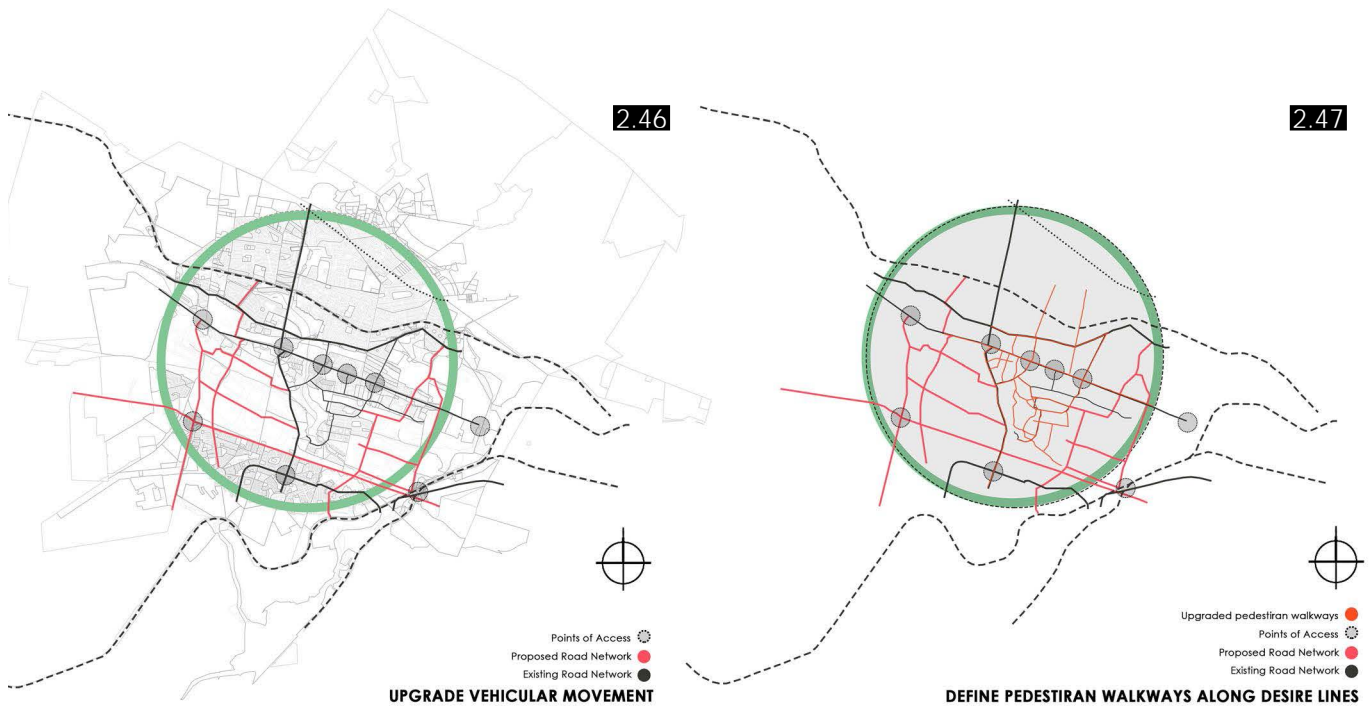 2.46
Points of Access
Proposed Road Network
Existing Road Network
UPGRADE VEHICULAR MOVEMENT
2.47
Upgraded pedestiran walkways
Points of Access
Proposed Road Network
Existing Road Network
DEFINE PEDESTIRAN WALKWAYS ALONG DESIRE LINES